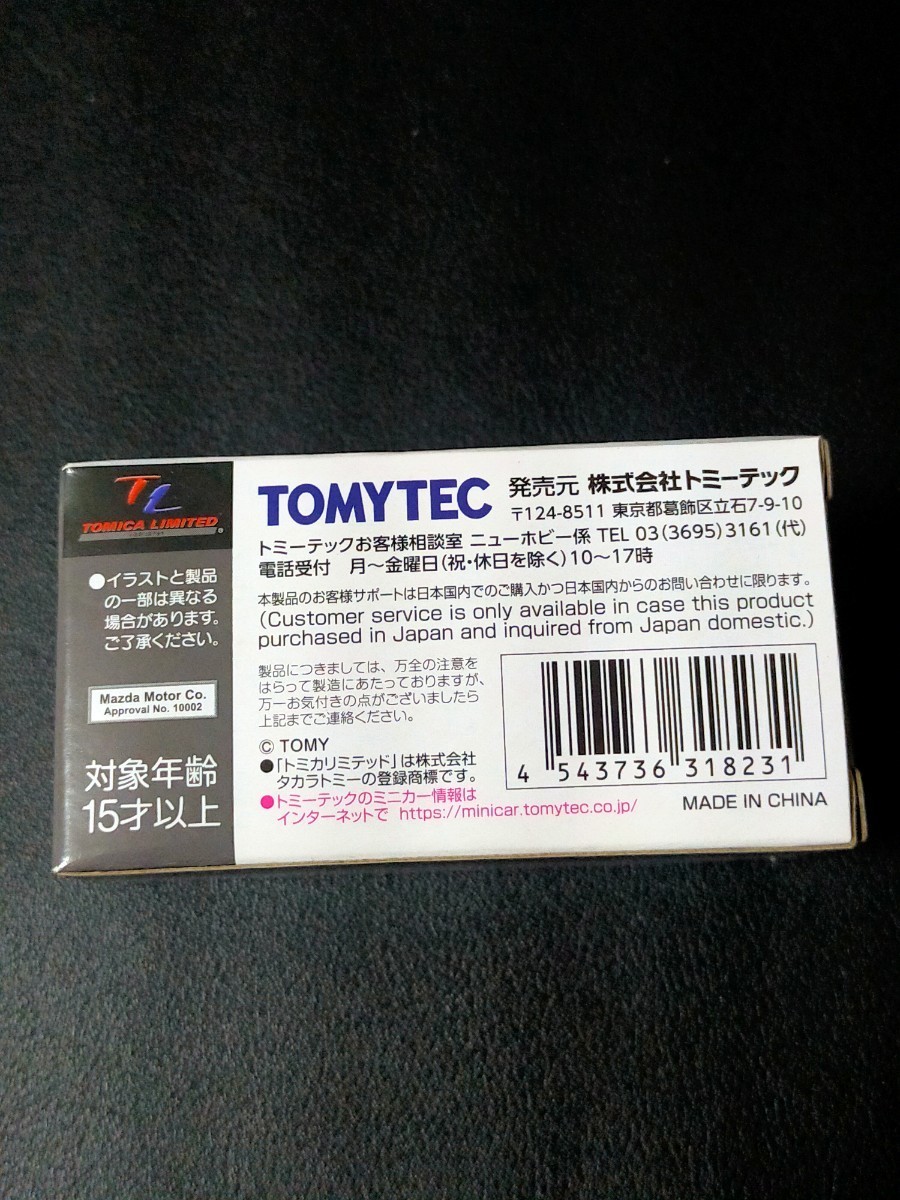 TL
TOMICA LIMITED
●イラストと製品
の一部は異なる
場合があります。
ご了承ください。
Mazda Motor Co.
Approval No. 10002
対象年齢
15才以上
TOMYTEC
発売元 株式会社トミーテック
〒124-8511 東京都葛飾区立石7-9-10
トミーテックお客様相談室 ニューホビー係 TEL 03(3695)3161(代)
電話受付 月〜金曜日(祝・休日を除く)10〜17時
本製品のお客様サポートは日本国内でのご購入かつ日本国内からのお問い合わせに限ります。
(Customer service is only available in case this product
purchased in Japan and inquired from Japan domestic.)
製品につきましては、万全の注意を
はらって製造にあたっておりますが、
万一お気付きの点がございましたら
上記までご連絡ください。
© TOMY
●「トミカリミテッド」は株式会社
タカラトミーの登録商標です。
●トミーテックのミニカー情報は
インターネットで https://minicar.tomytec.co.jp/
4 543736 318231
MADE IN CHINA